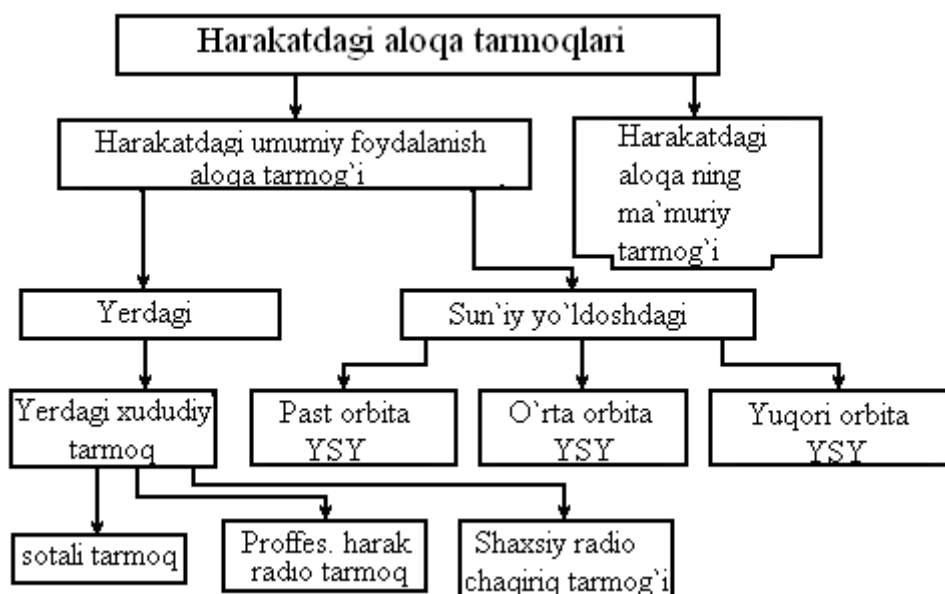 Harakatdagi aloqa tarmoqlari
Harakatdagi umumiy foydalanish
aloqa tarmog`i
Harakatdagi
aloqa ning
ma`muriy
tarmog`i
Yerdagi
Sun`iy yo`ldoshdagi
Yerdagi xududiy
tarmoq
Past orbita
YSY
O`rta orbita
YSY
Yuqori orbita
YSY
sotali tarmoq
Proffes. harak
radio tarmoq
Shaxsiy radio
chaqiriq tarmog`i